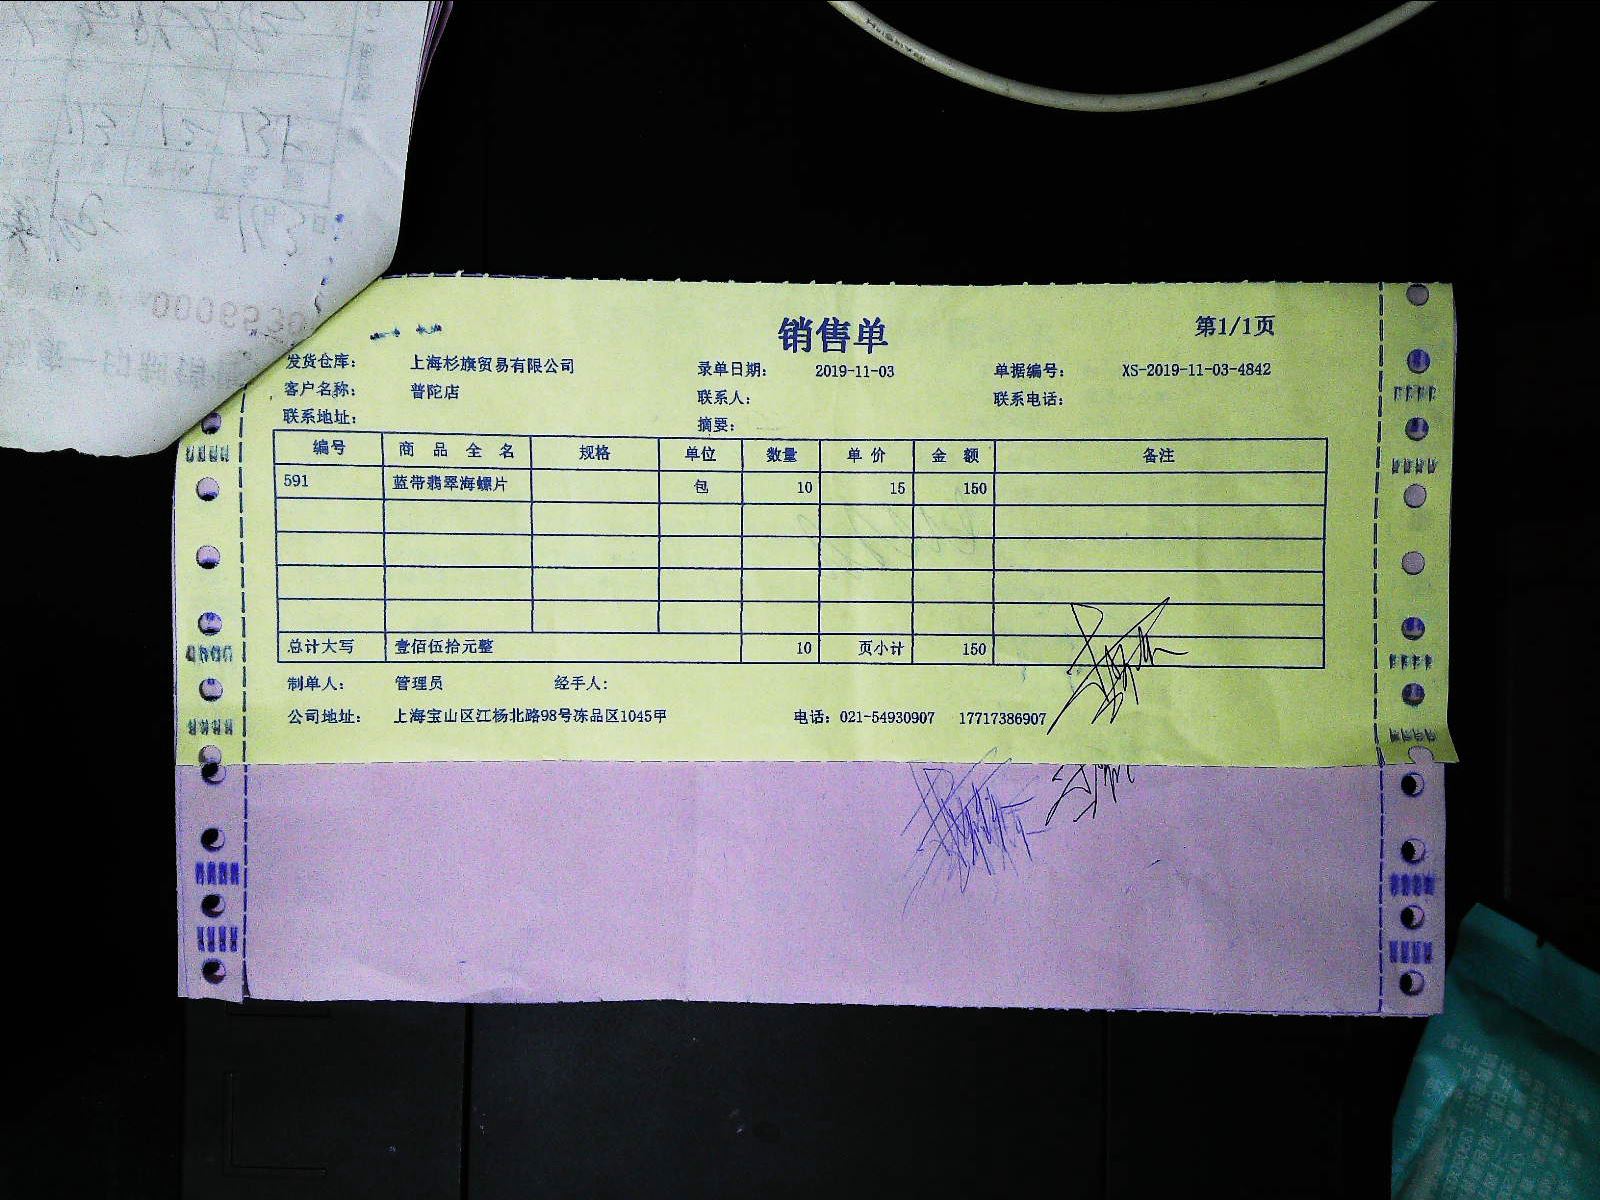 销售单
第1/1页
发货仓库： 上海杉旗贸易有限公司 录单日期： 2019-11-03 单据编号： XS-2019-11-03-4842
客户名称： 普陀店 联系人： 联系电话：
联系地址： 摘要：
编号 商品全名 规格 单位 数量 单价 金额 备注
591 蓝带翡翠海螺片 包 10 15 150
总计大写 壹佰伍拾元整 10 页小计 150
制单人： 管理员 经手人：
公司地址： 上海宝山区江杨北路98号冻品区1045甲 电话：021-54930907 17717386907